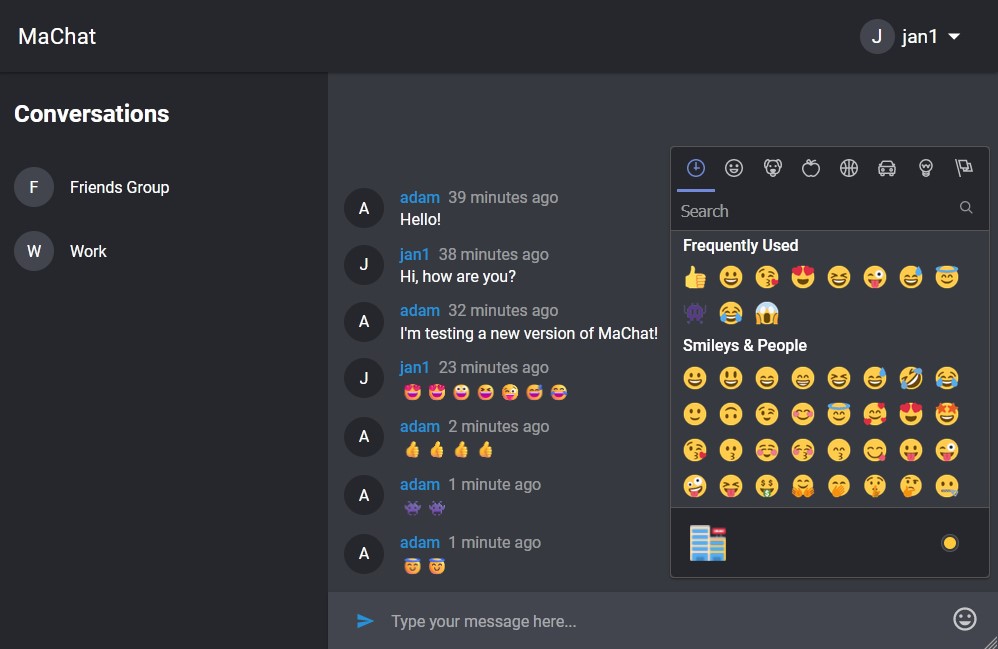 MaChat
J jan1
Conversations
F Friends Group
W Work
A adam 39 minutes ago
Hello!
J jan1 38 minutes ago
Hi, how are you?
A adam 32 minutes ago
I'm testing a new version of MaChat!
J jan1 23 minutes ago
A adam 2 minutes ago
A adam 1 minute ago
A adam 1 minute ago
Type your message here...
Search
Frequently Used
Smileys & People